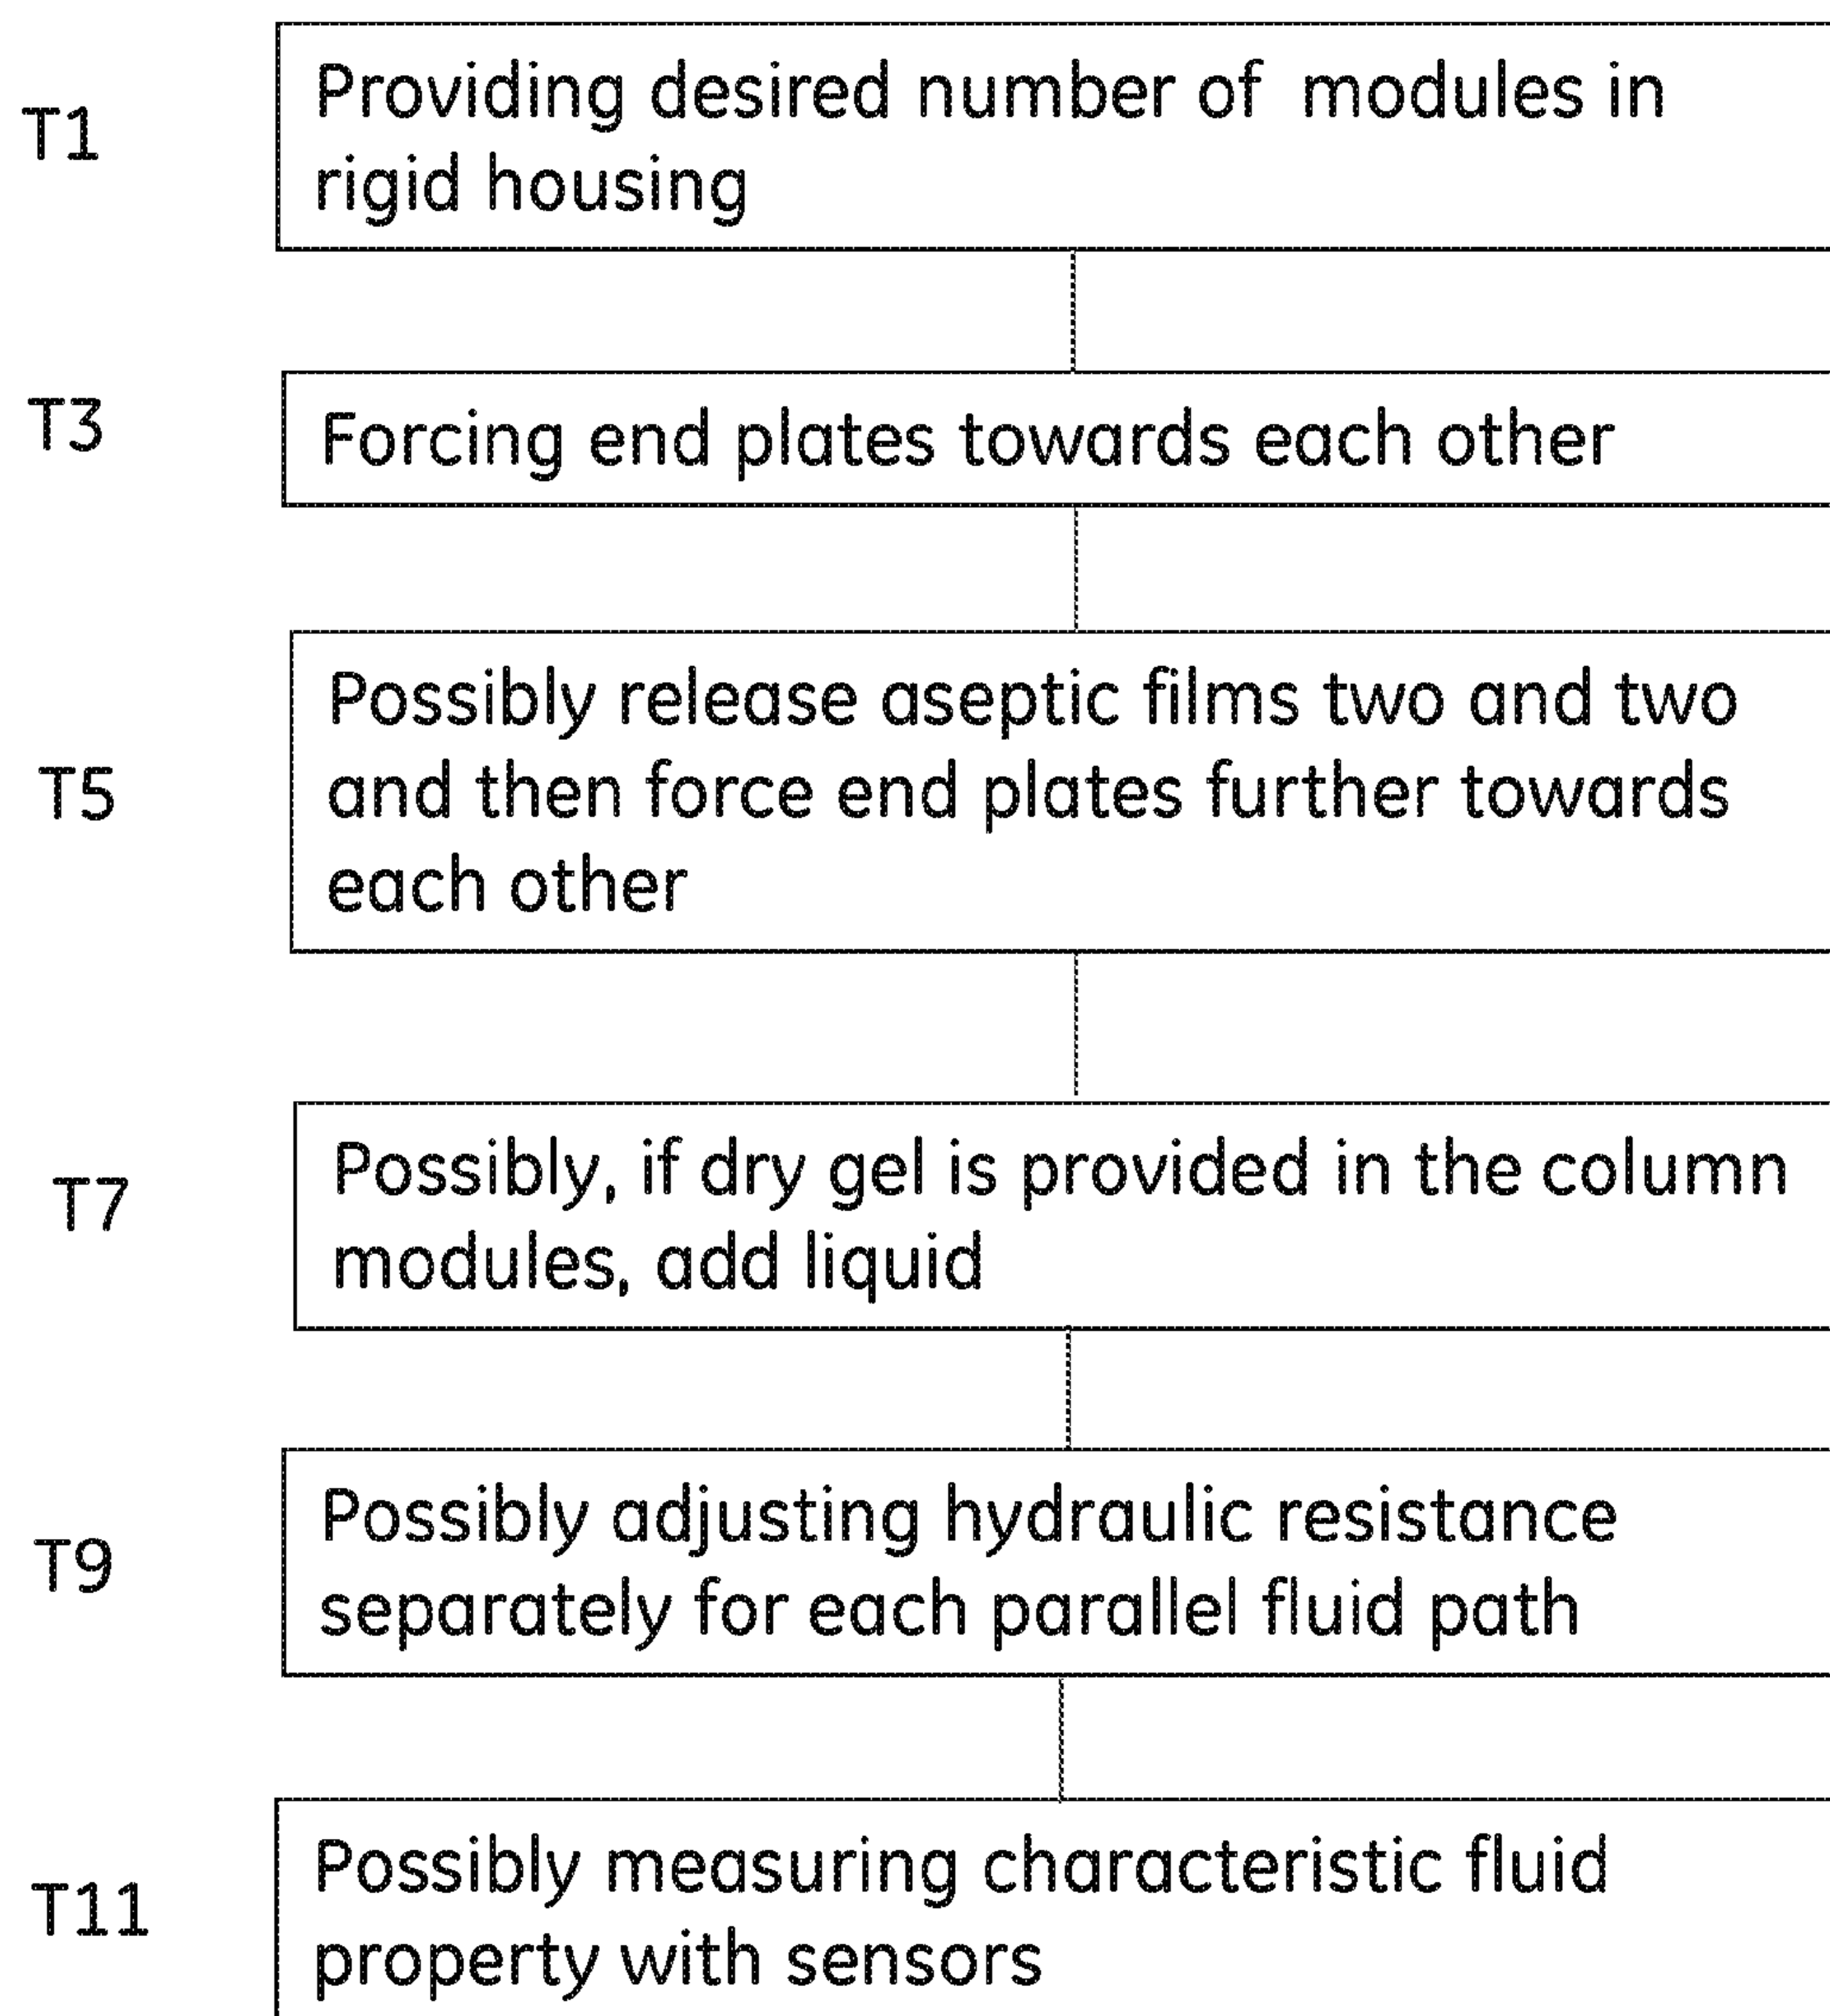 T1
Providing desired number of modules in
rigid housing
T3
Forcing end plates towards each other
T5
Possibly release aseptic films two and two
and then force end plates further towards
each other
T7
Possibly, if dry gel is provided in the column
modules, add liquid
T9
Possibly adjusting hydraulic resistance
separately for each parallel fluid path
T11
Possibly measuring characteristic fluid
property with sensors